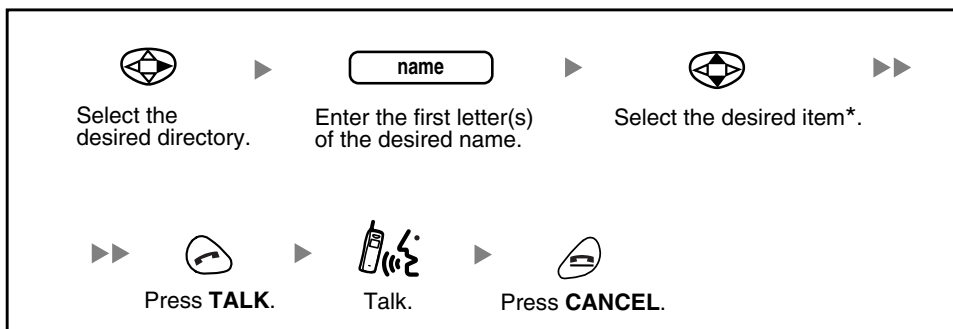 name
Select the
desired directory.
Enter the first letter(s)
of the desired name.
Select the desired item*.
Press TALK.
Talk.
Press CANCEL.